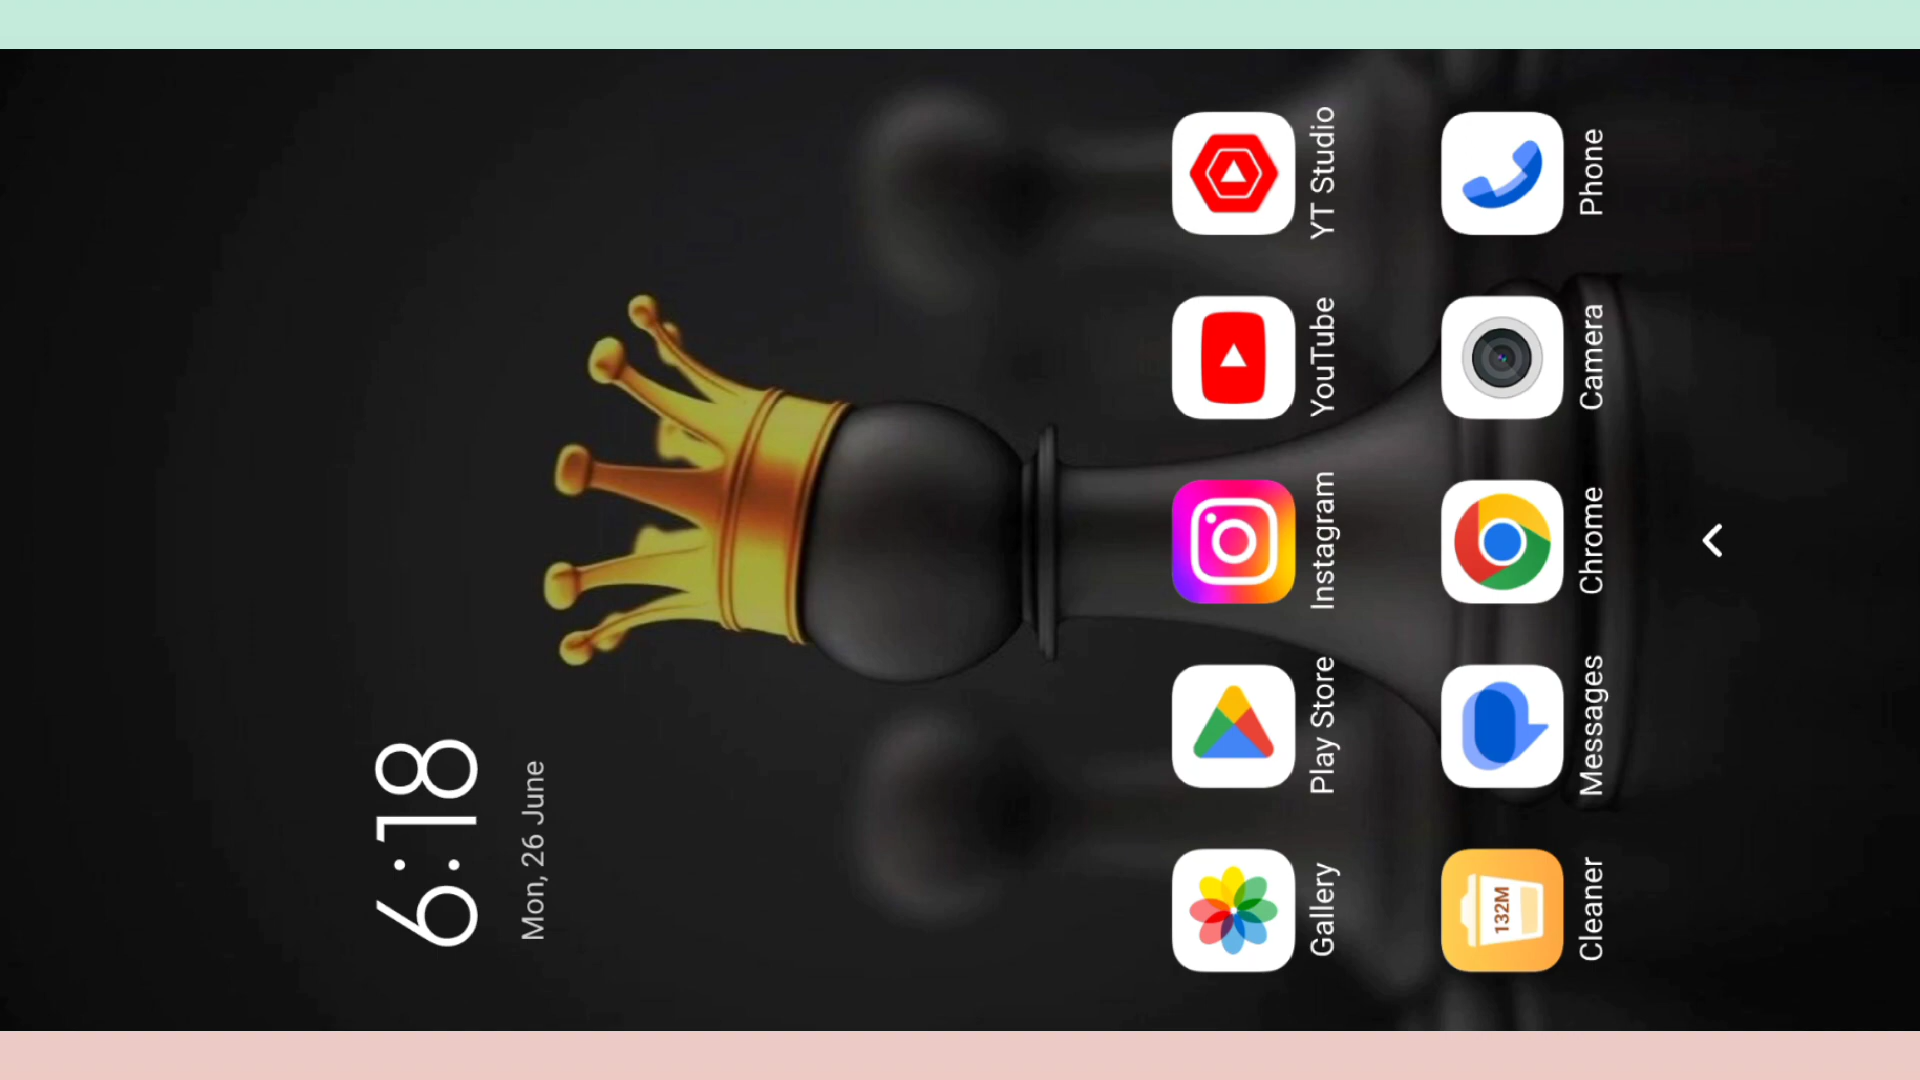 6:18
Mon, 26 June
Gallery
Play Store
Instagram
YouTube
YT Studio
132M
Cleaner
Messages
Chrome
Camera
Phone